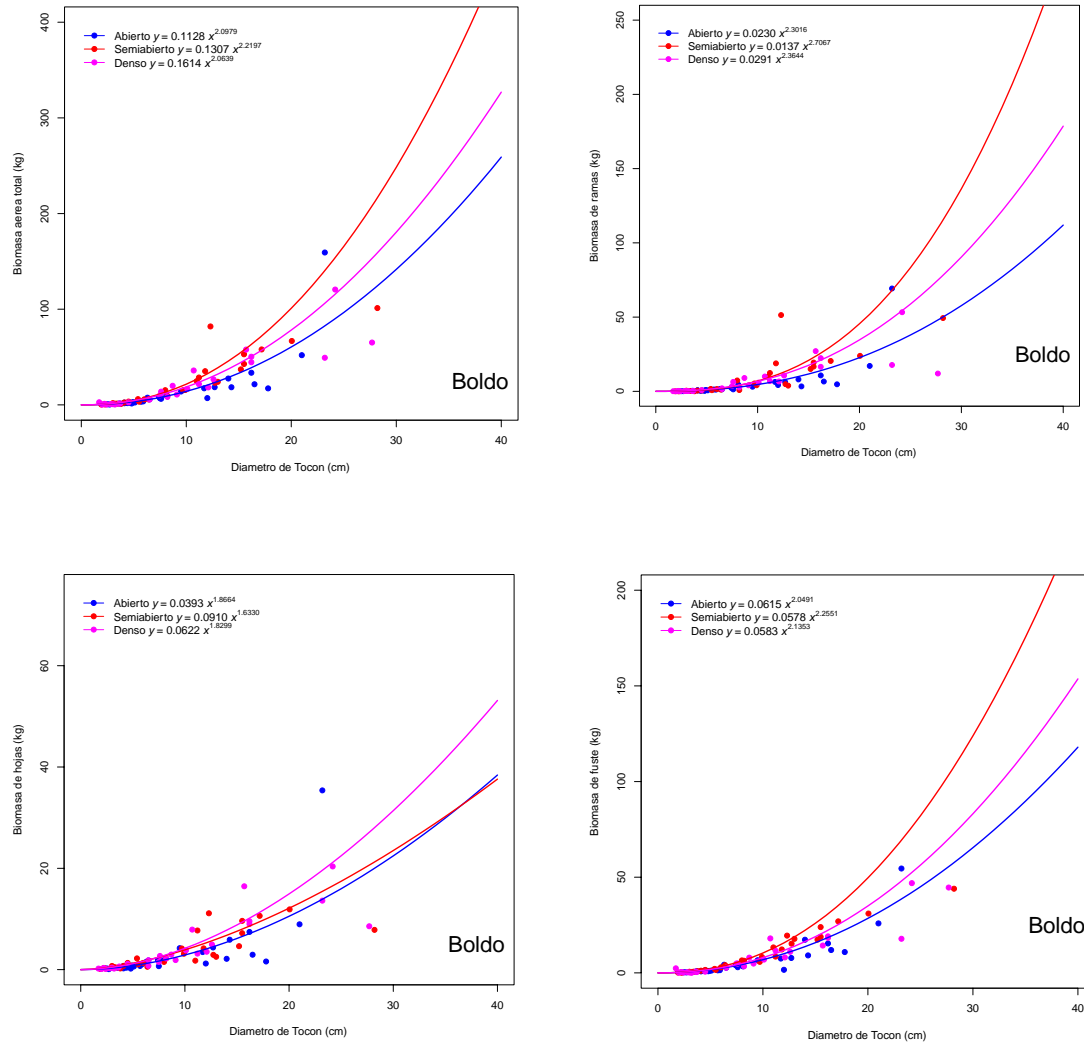 Abierto y = 0.1128 x^2.0979
Semiabierto y = 0.1307 x^2.2197
Denso y = 0.1614 x^2.0639
Biomasa aerea total (kg)
0 100 200 300 400
0 10 20 30 40
Diametro de Tocon (cm)
Boldo
Abierto y = 0.0230 x^2.3016
Semiabierto y = 0.0137 x^2.7067
Denso y = 0.0291 x^2.3644
Biomasa de ramas (kg)
0 50 100 150 200 250
0 10 20 30 40
Diametro de Tocon (cm)
Boldo
Abierto y = 0.0393 x^1.8664
Semiabierto y = 0.0910 x^1.6330
Denso y = 0.0622 x^1.8299
Biomasa de hojas (kg)
0 20 40 60
0 10 20 30 40
Diametro de Tocon (cm)
Boldo
Abierto y = 0.0615 x^2.0491
Semiabierto y = 0.0578 x^2.2551
Denso y = 0.0583 x^2.1353
Biomasa de fuste (kg)
0 50 100 150 200
0 10 20 30 40
Diametro de Tocon (cm)
Boldo